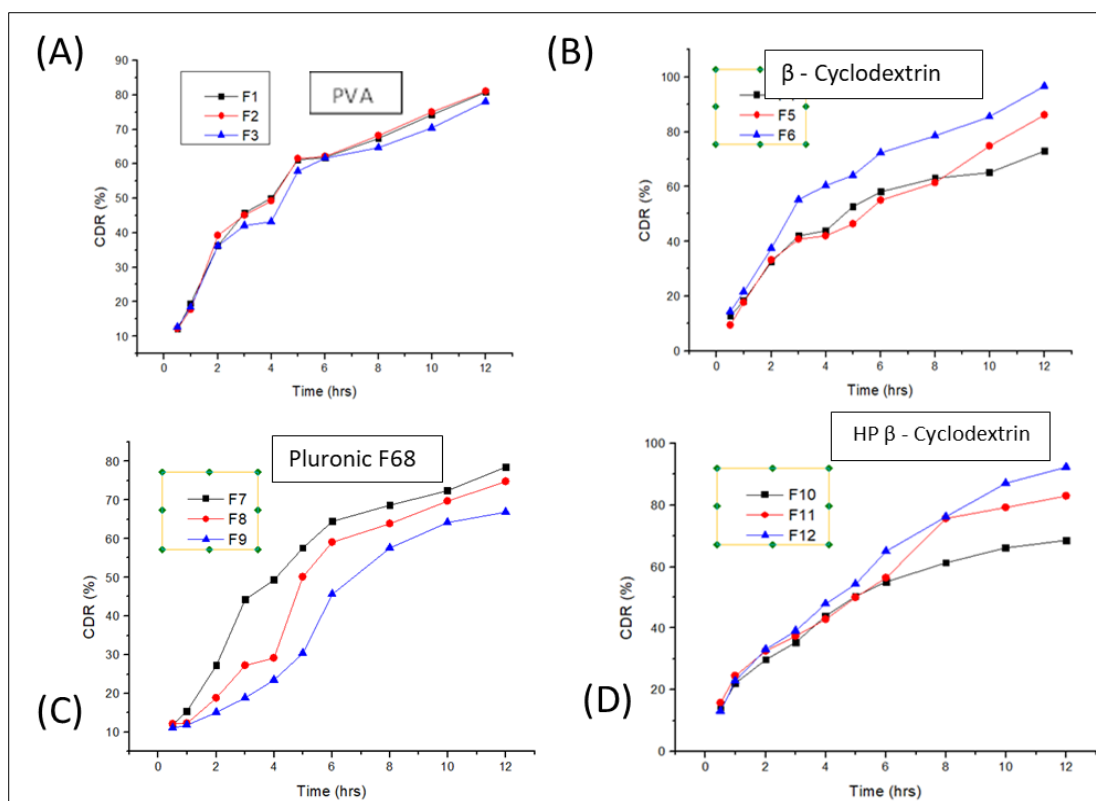 (A)
PVA
F1
F2
F3
90
80
70
60
50
40
30
20
10
CDR (%)
0 2 4 6 8 10 12
Time (hrs)
(B)
β - Cyclodextrin
F5
F6
100
80
60
40
20
0
CDR (%)
0 2 4 6 8 10 12
Time (hrs)
(C)
Pluronic F68
F7
F8
F9
80
70
60
50
40
30
20
10
CDR (%)
0 2 4 6 8 10 12
Time (hrs)
(D)
HP β - Cyclodextrin
F10
F11
F12
100
80
60
40
20
0
CDR (%)
0 2 4 6 8 10 12
Time (hrs)